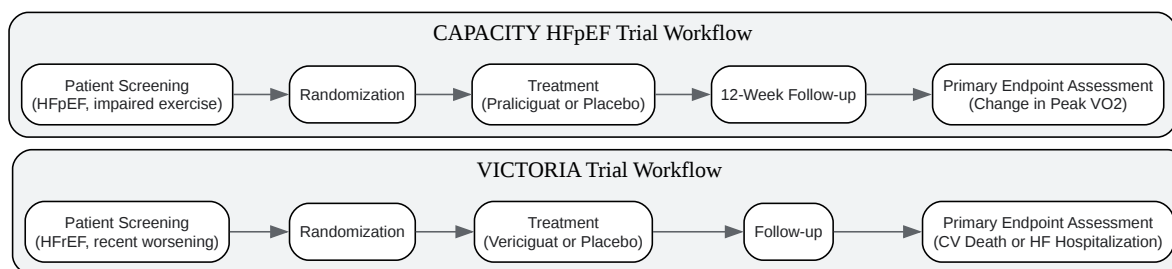 CAPACITY HFpEF Trial Workflow
Patient Screening
(HFpEF, impaired exercise)
Randomization
Treatment
(Praliciguat or Placebo)
12-Week Follow-up
Primary Endpoint Assessment
(Change in Peak VO2)
VICTORIA Trial Workflow
Patient Screening
(HFrEF, recent worsening)
Randomization
Treatment
(Vericiguat or Placebo)
Follow-up
Primary Endpoint Assessment
(CV Death or HF Hospitalization)